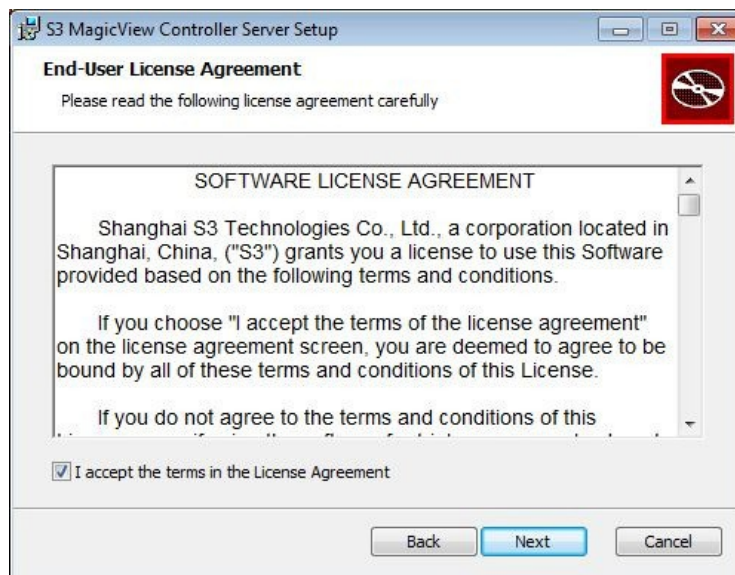 S3 MagicView Controller Server Setup
End-User License Agreement
Please read the following license agreement carefully
SOFTWARE LICENSE AGREEMENT
Shanghai S3 Technologies Co., Ltd., a corporation located in
Shanghai, China, ("S3") grants you a license to use this Software
provided based on the following terms and conditions.
If you choose "I accept the terms of the license agreement"
on the license agreement screen, you are deemed to agree to be
bound by all of these terms and conditions of this License.
If you do not agree to the terms and conditions of this
I accept the terms in the License Agreement
Back
Next
Cancel